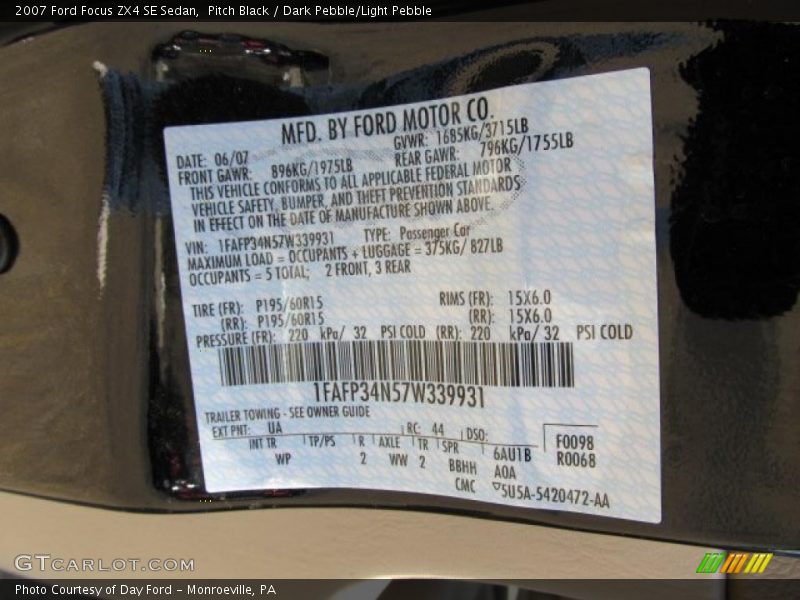 2007 Ford Focus ZX4 SE Sedan,  Pitch Black / Dark Pebble/Light Pebble
MFD. BY FORD MOTOR CO.
DATE: 06/07 GVWR: 1685KG/3715LB
FRONT GAWR: 896KG/1975LB REAR GAWR: 796KG/1755LB
THIS VEHICLE CONFORMS TO ALL APPLICABLE FEDERAL MOTOR
VEHICLE SAFETY, BUMPER, AND THEFT PREVENTION STANDARDS
IN EFFECT ON THE DATE OF MANUFACTURE SHOWN ABOVE.
VIN: 1FAFP34N57W339931 TYPE: Passenger Car
MAXIMUM LOAD = OCCUPANTS + LUGGAGE = 375KG/ 827LB
OCCUPANTS = 5 TOTAL; 2 FRONT, 3 REAR
TIRE (FR): P195/60R15 RIMS (FR): 15X6.0
(RR): P195/60R15 (RR): 15X6.0
PRESSURE (FR): 220 kPa/ 32 PSI COLD (RR): 220 kPa/ 32 PSI COLD
1FAFP34N57W339931
TRAILER TOWING - SEE OWNER GUIDE
EXT PNT: UA RC: 44 DSO: F0098
INT TR TP/PS R AXLE TR SPR 6AU1B R0068
WP 2 WW 2 BBHH AOA
CMC 5U5A-5420472-AA
GTCARLOT.COM
Photo Courtesy of Day Ford – Monroeville, PA